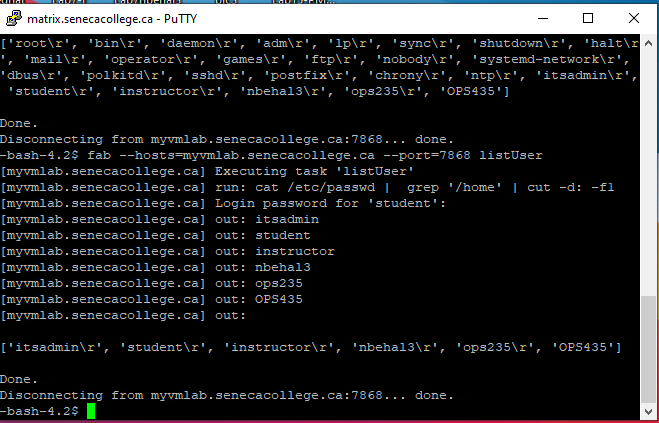 matrix.senecacollege.ca - PuTTY
['root\r', 'bin\r', 'daemon\r', 'adm\r', 'lp\r', 'sync\r', 'shutdown\r', 'halt\r
', 'mail\r', 'operator\r', 'games\r', 'ftp\r', 'nobody\r', 'systemd-network\r',
'dbus\r', 'polkitd\r', 'sshd\r', 'postfix\r', 'chrony\r', 'ntp\r', 'itsadmin\r',
'student\r', 'instructor\r', 'nbehal3\r', 'ops235\r', 'OPS435']
Done.
Disconnecting from myvmlab.senecacollege.ca:7868... done.
-bash-4.2$ fab --hosts=myvmlab.senecacollege.ca --port=7868 listUser
[myvmlab.senecacollege.ca] Executing task 'listUser'
[myvmlab.senecacollege.ca] run: cat /etc/passwd |  grep '/home' | cut -d: -f1
[myvmlab.senecacollege.ca] Login password for 'student':
[myvmlab.senecacollege.ca] out: itsadmin
[myvmlab.senecacollege.ca] out: student
[myvmlab.senecacollege.ca] out: instructor
[myvmlab.senecacollege.ca] out: nbehal3
[myvmlab.senecacollege.ca] out: ops235
[myvmlab.senecacollege.ca] out: OPS435
[myvmlab.senecacollege.ca] out:
['itsadmin\r', 'student\r', 'instructor\r', 'nbehal3\r', 'ops235\r', 'OPS435']
Done.
Disconnecting from myvmlab.senecacollege.ca:7868... done.
-bash-4.2$